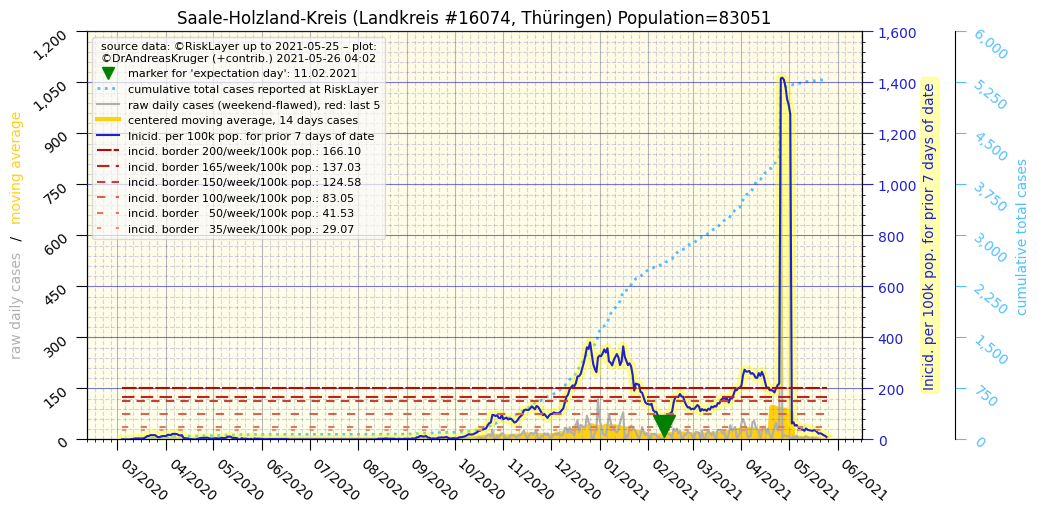 Saale-Holzland-Kreis (Landkreis #16074, Thüringen) Population=83051
source data: ©RiskLayer up to 2021-05-25 – plot:
©DrAndreasKruger (+contrib.) 2021-05-26 04:02
marker for 'expectation day': 11.02.2021
cumulative total cases reported at RiskLayer
raw daily cases (weekend-flawed), red: last 5
centered moving average, 14 days cases
Inicid. per 100k pop. for prior 7 days of date
incid. border 200/week/100k pop.: 166.10
incid. border 165/week/100k pop.: 137.03
incid. border 150/week/100k pop.: 124.58
incid. border 100/week/100k pop.: 83.05
incid. border   50/week/100k pop.: 41.53
incid. border   35/week/100k pop.: 29.07
raw daily cases / moving average
1,200
1,050
900
750
600
450
300
150
0
1,600
1,400
1,200
1,000
800
600
400
200
0
Inicid. per 100k pop. for prior 7 days of date
6,000
5,250
4,500
3,750
3,000
2,250
1,500
750
0
cumulative total cases
03/2020
04/2020
05/2020
06/2020
07/2020
08/2020
09/2020
10/2020
11/2020
12/2020
01/2021
02/2021
03/2021
04/2021
05/2021
06/2021